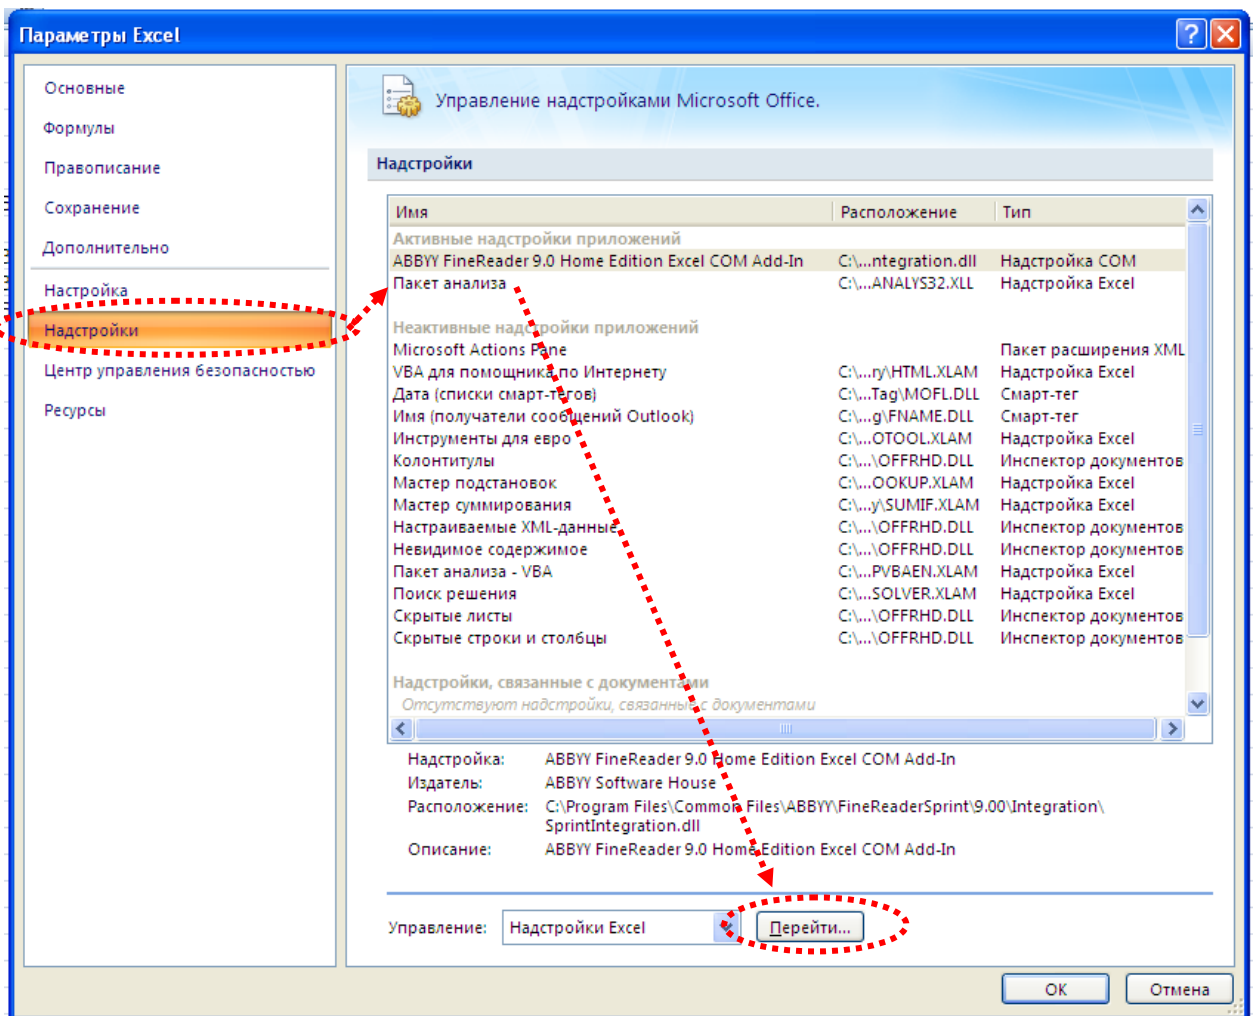 Параметры Excel
Основные
Формулы
Правописание
Сохранение
Дополнительно
Настройка
Надстройки
Центр управления безопасностью
Ресурсы
Управление надстройками Microsoft Office.
Надстройки
Имя Расположение Тип
Активные надстройки приложений
ABBYY FineReader 9.0 Home Edition Excel COM Add-In C:\...ntegration.dll Надстройка COM
Пакет анализа C:\...ANALYS32.XLL Надстройка Excel
Неактивные надстройки приложений
Microsoft Actions Pane Пакет расширения XML
VBA для помощника по Интернету C:\...ry\HTML.XLAM Надстройка Excel
Дата (списки смарт-тегов) C:\...Tag\MOFL.DLL Смарт-тег
Имя (получатели сообщений Outlook) C:\...g\FNAME.DLL Смарт-тег
Инструменты для евро C:\...OTOOL.XLAM Надстройка Excel
Колонтитулы C:\...\OFFRHD.DLL Инспектор документов
Мастер подстановок C:\...OOKUP.XLAM Надстройка Excel
Мастер суммирования C:\...y\SUMIF.XLAM Надстройка Excel
Настраиваемые XML-данные C:\...\OFFRHD.DLL Инспектор документов
Невидимое содержимое C:\...\OFFRHD.DLL Инспектор документов
Пакет анализа - VBA C:\...PVBAEN.XLAM Надстройка Excel
Поиск решения C:\...SOLVER.XLAM Надстройка Excel
Скрытые листы C:\...\OFFRHD.DLL Инспектор документов
Скрытые строки и столбцы C:\...\OFFRHD.DLL Инспектор документов
Надстройки, связанные с документами
Отсутствуют надстройки, связанные с документами
Надстройка: ABBYY FineReader 9.0 Home Edition Excel COM Add-In
Издатель: ABBYY Software House
Расположение: C:\Program Files\Common Files\ABBYY\FineReaderSprint\9.00\Integration\
SprintIntegration.dll
Описание: ABBYY FineReader 9.0 Home Edition Excel COM Add-In
Управление: Надстройки Excel Перейти...
ОК Отмена